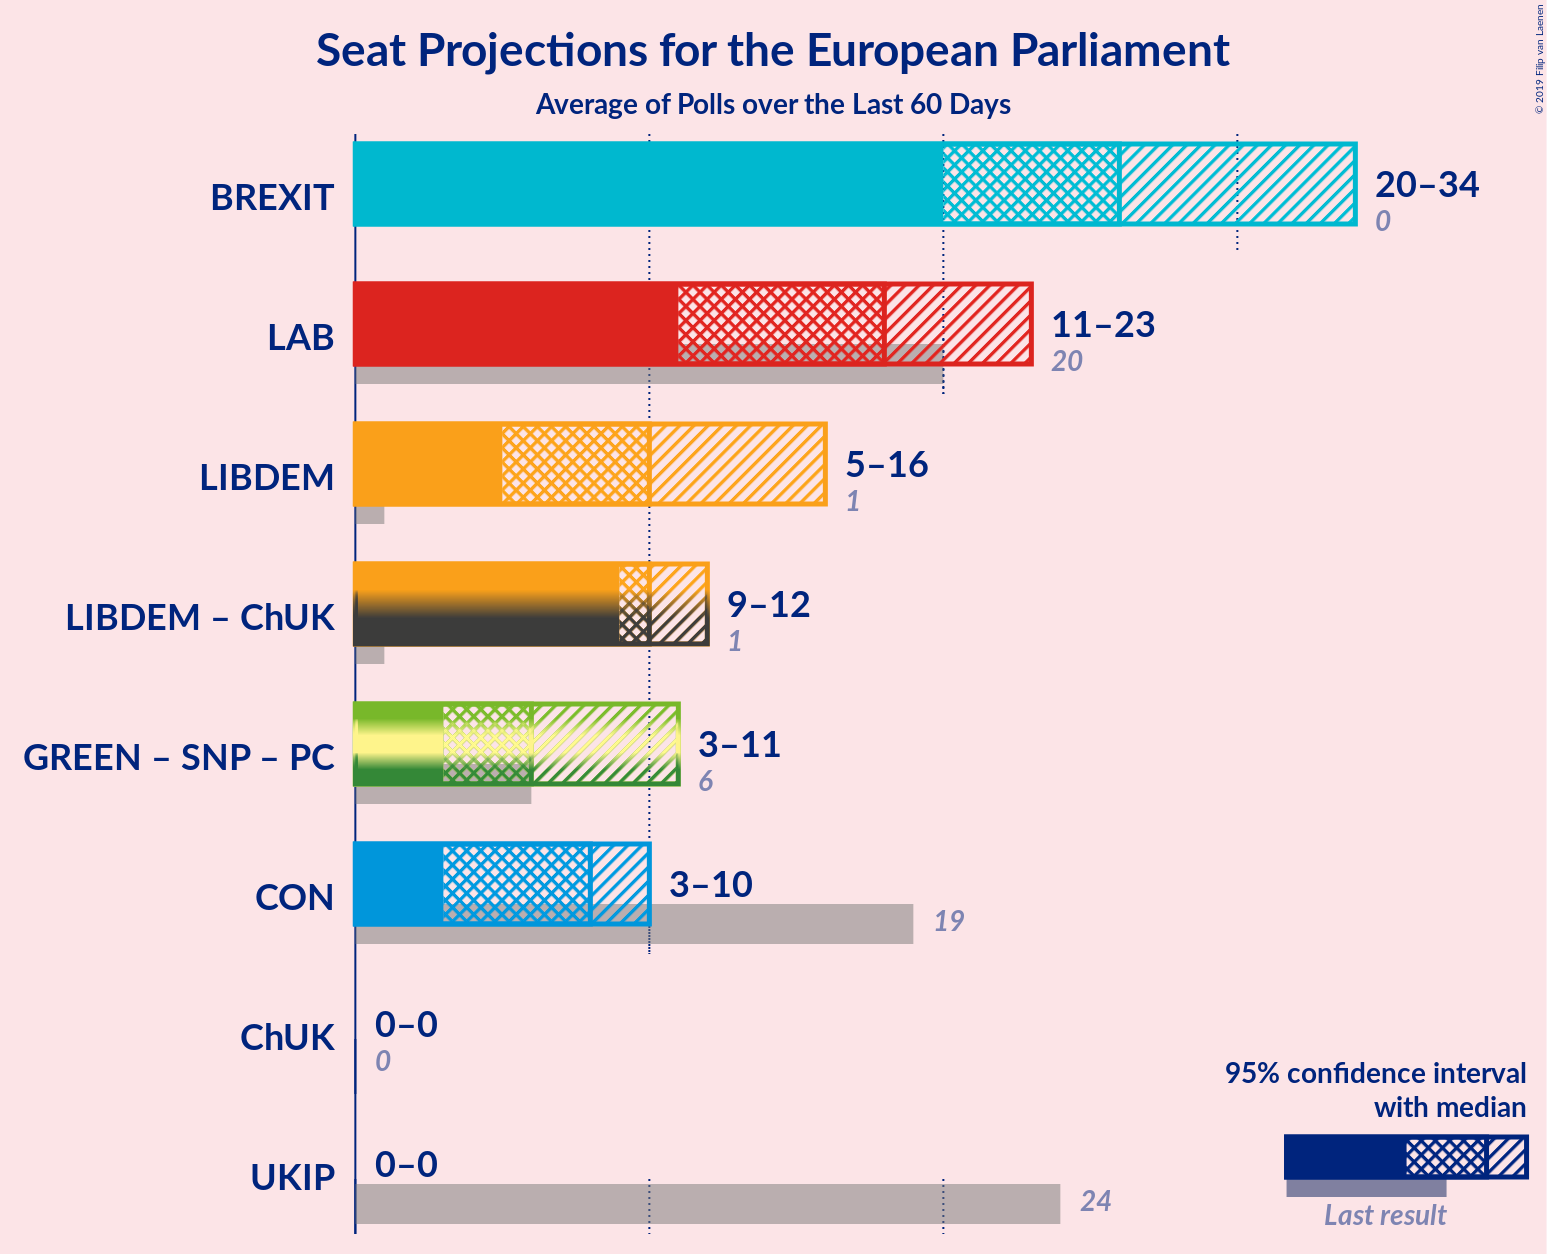 Seat Projections for the European Parliament
Average of Polls over the Last 60 Days
© 2019 Filip van Laenen
BREXIT
20–34
0
LAB
11–23
20
LIBDEM
5–16
1
LIBDEM – ChUK
9–12
1
GREEN – SNP – PC
3–11
6
CON
3–10
19
ChUK
0–0
0
UKIP
0–0
24
95% confidence interval
with median
Last result